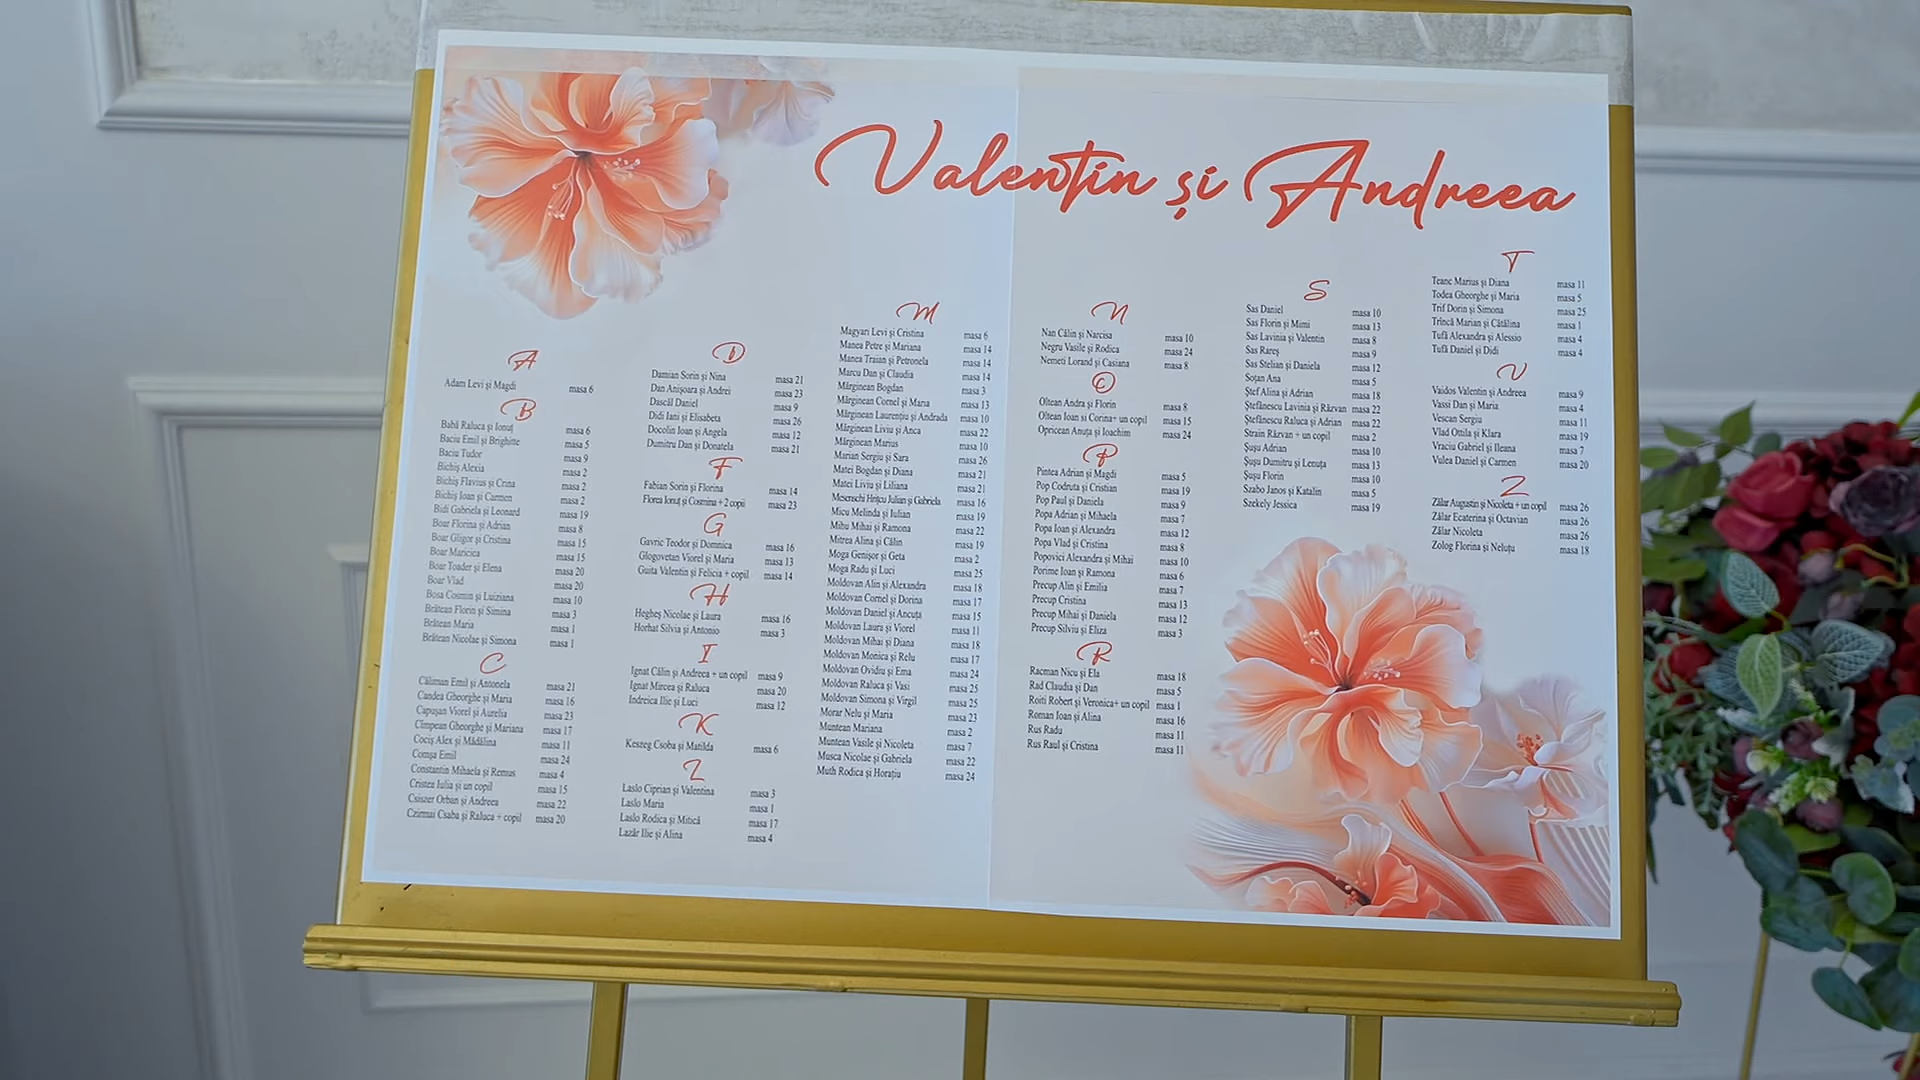 Valentin și Andreea
A
Adam Levi și Magdi masa 6
B
Babă Raluca și Ionuț masa 6
Baciu Emil și Brighitte masa 5
Baciu Tudor masa 9
Bichiș Alexia masa 2
Bichiș Flavius și Crina masa 2
Bichiș Ioan și Carmen masa 2
Bidi Gabriela și Leonard masa 19
Boar Florina și Adrian masa 8
Boar Gligor și Cristina masa 15
Boar Maricica masa 15
Boar Toader și Elena masa 20
Boar Vlad masa 20
Bosa Cosmin și Luiziana masa 10
Brătean Florin și Simina masa 3
Brătean Maria masa 1
Brătean Nicolae și Simona masa 1
C
Căliman Emil și Antonela masa 21
Candea Gheorghe și Maria masa 16
Capușan Viorel și Aurelia masa 23
Cîmpean Gheorghe și Mariana masa 17
Cociș Alex și Mădălina masa 11
Comșa Emil masa 24
Constantin Mihaela și Remus masa 4
Cristea Iulia și un copil masa 15
Csiszer Orban și Andreea masa 22
Czirmai Csaba și Raluca + copil masa 20
D
Damian Sorin și Nina masa 21
Dan Anișoara și Andrei masa 23
Dascăl Daniel masa 9
Didi Iani și Elisabeta masa 26
Docolin Ioan și Angela masa 12
Dumitru Dan și Donatela masa 21
F
Fabian Sorin și Florina masa 14
Florea Ionuț și Cosmina + 2 copii masa 23
G
Gavric Teodor și Domnica masa 16
Glogovetan Viorel și Maria masa 13
Gusta Valentin și Felicia + copil masa 14
H
Hegheș Nicolae și Laura masa 16
Horhat Silvia și Antonio masa 3
I
Ignat Călin și Andreea + un copil masa 9
Ignat Mircea și Raluca masa 20
Indreica Ilie și Luci masa 12
K
Keszeg Csoba și Matilda masa 6
L
Laslo Ciprian și Valentina masa 3
Laslo Maria masa 1
Laslo Rodica și Mitică masa 17
Lazăr Ilie și Alina masa 4
M
Magyari Levi și Cristina masa 6
Manea Petre și Mariana masa 14
Manea Traian și Petronela masa 14
Marcu Dan și Claudia masa 14
Mărginean Bogdan masa 3
Mărginean Cornel și Maria masa 13
Mărginean Laurențiu și Andrada masa 10
Mărginean Liviu și Anca masa 22
Mărginean Marius masa 10
Marian Sergiu și Sara masa 26
Matei Bogdan și Diana masa 21
Matei Liviu și Liliana masa 21
Meseraschi Hrițcu Julian și Gabriela masa 16
Micu Melinda și Iulian masa 19
Mihu Mihai și Ramona masa 22
Mitrea Alina și Călin masa 19
Moga Genișor și Geta masa 2
Moga Radu și Luci masa 25
Moldovan Alin și Alexandra masa 18
Moldovan Cornel și Dorina masa 17
Moldovan Daniel și Ancuța masa 15
Moldovan Laura și Viorel masa 11
Moldovan Mihai și Diana masa 18
Moldovan Monica și Relu masa 17
Moldovan Ovidiu și Ema masa 24
Moldovan Raluca și Vasi masa 25
Moldovan Simona și Virgil masa 25
Morar Nelu și Maria masa 23
Muntean Mariana masa 2
Muntean Vasile și Nicoleta masa 7
Musca Nicolae și Gabriela masa 22
Muth Rodica și Horațiu masa 24
N
Nan Călin și Narcisa masa 10
Negru Vasile și Rodica masa 24
Nemeti Lorand și Casiana masa 8
O
Oltean Andra și Florin masa 8
Oltean Ioan si Corina+ un copil masa 15
Opricean Anuța și Ioachim masa 24
P
Pintea Adrian și Magdi masa 5
Pop Codruta și Cristian masa 19
Pop Paul și Daniela masa 9
Popa Adrian și Mihaela masa 7
Popa Ioan și Alexandra masa 12
Popa Vlad și Cristina masa 8
Popovici Alexandra și Mihai masa 10
Porime Ioan și Ramona masa 6
Precup Alin și Emilia masa 7
Precup Cristina masa 13
Precup Mihai și Daniela masa 12
Precup Silviu și Eliza masa 3
R
Racman Nicu și Ela masa 18
Rad Claudia și Dan masa 5
Roiti Robert și Veronica+ un copil masa 1
Roman Ioan și Alina masa 16
Rus Radu masa 11
Rus Raul și Cristina masa 11
S
Sas Daniel masa 10
Sas Florin și Mimi masa 13
Sas Lavinia și Valentin masa 8
Sas Rareș masa 9
Sas Stelian și Daniela masa 12
Soțan Ana masa 5
Ștef Alina și Adrian masa 18
Ștefănescu Lavinia și Răzvan masa 22
Ștefănescu Raluca și Adrian masa 22
Strain Răzvan + un copil masa 2
Șușu Adrian masa 10
Șușu Dumitru și Lenuța masa 13
Șușu Florin masa 10
Szabo Janos și Katalin masa 5
Szekely Jessica masa 19
T
Teanc Marius și Diana masa 11
Todea Gheorghe și Maria masa 5
Trif Dorin și Simona masa 25
Trîncă Marian și Cătălina masa 1
Tufă Alexandra și Alessio masa 4
Tufă Daniel și Didi masa 4
V
Vaidos Valentin și Andreea masa 9
Vassi Dan și Maria masa 4
Vescan Sergiu masa 11
Vlad Otilia și Klara masa 19
Vraciu Gabriel și Ileana masa 7
Vulea Daniel și Carmen masa 20
Z
Zălar Augustin și Nicoleta + un copil masa 26
Zălar Ecaterina și Octavian masa 26
Zălar Nicoleta masa 26
Zolog Florina și Neluțu masa 18